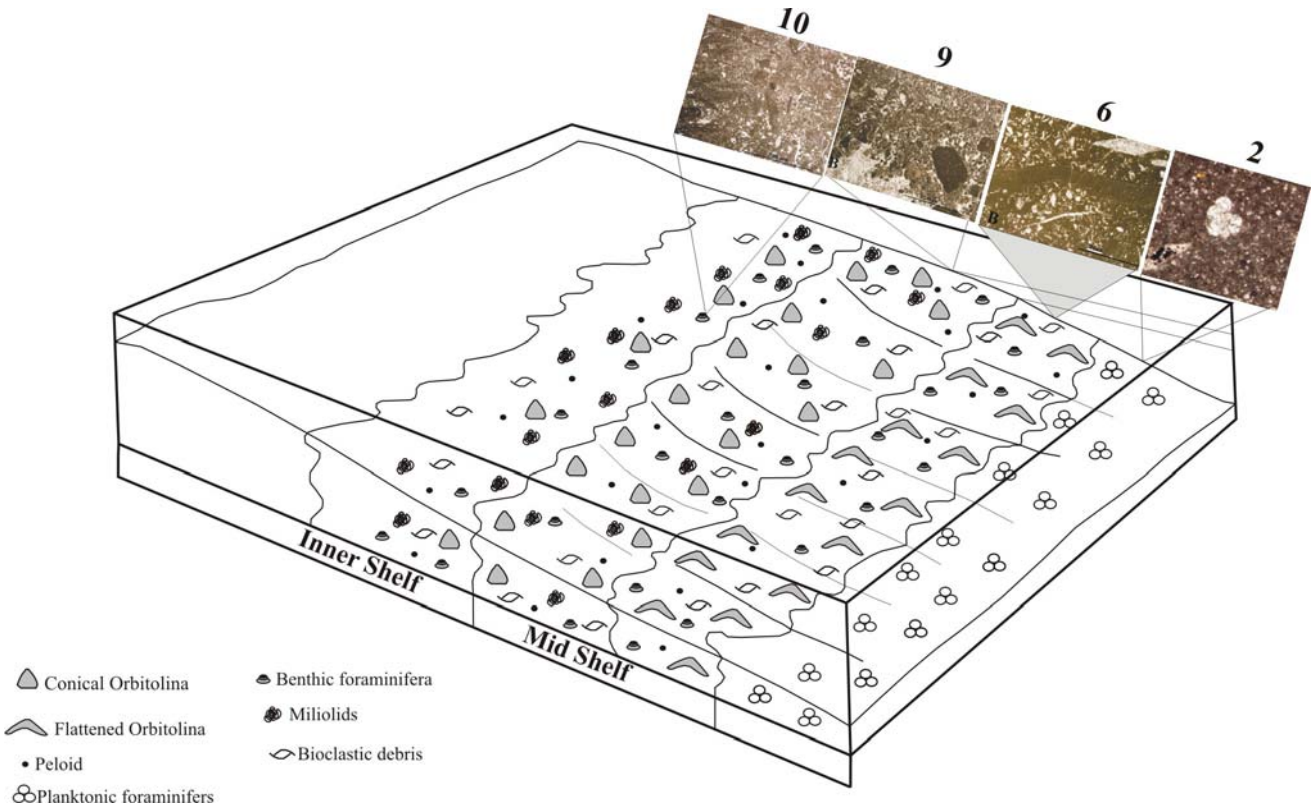 10
9
6
2
B
B
Inner Shelf
Mid Shelf
Conical Orbitolina
Benthic foraminifera
Miliolids
Flattened Orbitolina
Bioclastic debris
Peloid
Planktonic foraminifers